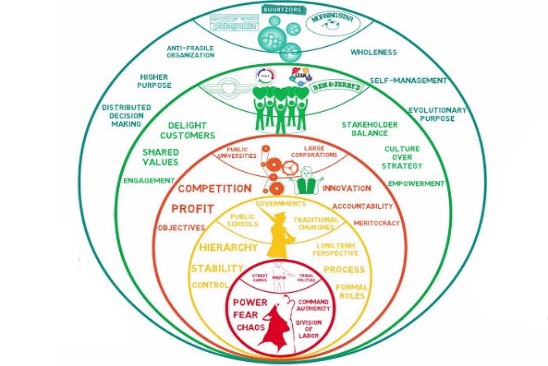 patagonia
BUURTZORG
MORNING STAR
ANTI-FRAGILE
ORGANIZATION
WHOLENESS
HIGHER
PURPOSE
SELF-MANAGEMENT
DISTRIBUTED
DECISION
MAKING
EVOLUTIONARY
PURPOSE
BEN & JERRY'S
DELIGHT
CUSTOMERS
STAKEHOLDER
BALANCE
SHARED
VALUES
CULTURE
OVER
STRATEGY
ENGAGEMENT
EMPOWERMENT
PUBLIC
UNIVERSITIES
LARGE
CORPORATIONS
COMPETITION
INNOVATION
PROFIT
ACCOUNTABILITY
OBJECTIVES
MERITOCRACY
GOVERNMENTS
PUBLIC
SCHOOLS
TRADITIONAL
CHURCHES
HIERARCHY
LONG TERM
PERSPECTIVE
STABILITY
PROCESS
CONTROL
FORMAL
ROLES
STREET
GANGS
MAFIA
TRIBAL
MILITIAS
POWER
FEAR
CHAOS
COMMAND
AUTHORITY
DIVISION
OF
LABOR